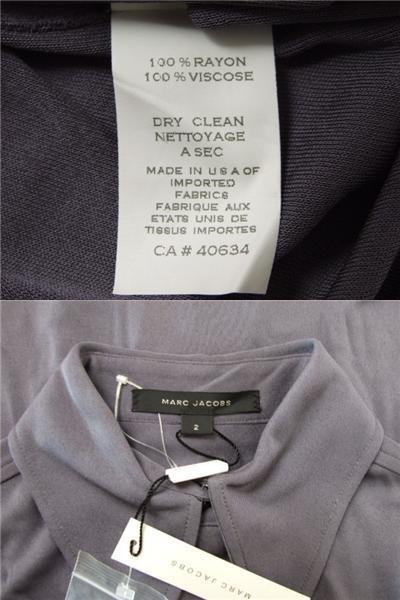 100% RAYON
100% VISCOSE
DRY CLEAN
NETTOYAGE
A SEC
MADE IN U S A OF
IMPORTED
FABRICS
FABRIQUE AUX
ETATS UNIS DE
TISSUS IMPORTES
CA # 40634
MARC JACOBS
2
MARC JACOBS